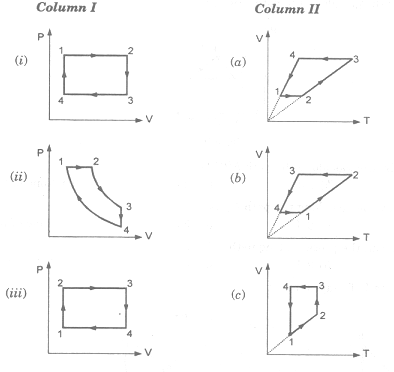 Column I Column II
P
1 2
(i)
4 3
V
V
4 3
(a)
1 2
T
P
1 2
(ii)
3
4
V
V
3 2
(b)
4 1
T
P
2 3
(iii)
1 4
V
V
4 3
(c)
2
1
T